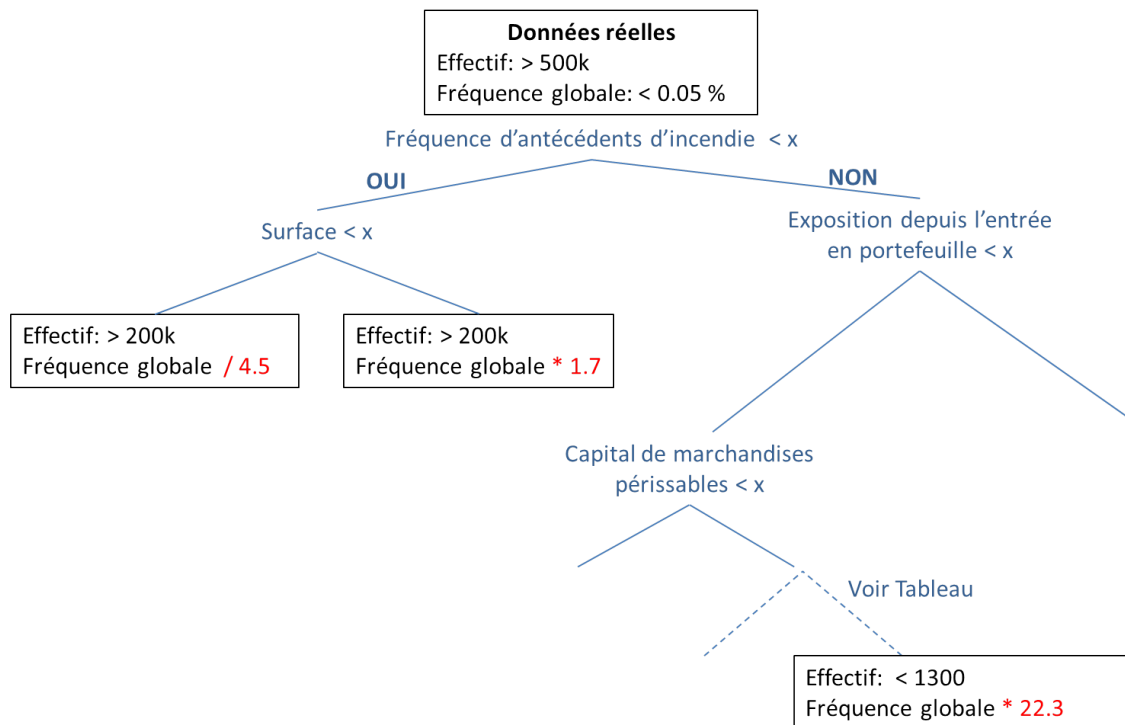 Données réelles
Effectif: > 500k
Fréquence globale: < 0.05 %
Fréquence d'antécédents d'incendie < x
OUI
NON
Surface < x
Exposition depuis l'entrée
en portefeuille < x
Effectif: > 200k
Fréquence globale / 4.5
Effectif: > 200k
Fréquence globale * 1.7
Capital de marchandises
périssables < x
Voir Tableau
Effectif: < 1300
Fréquence globale * 22.3